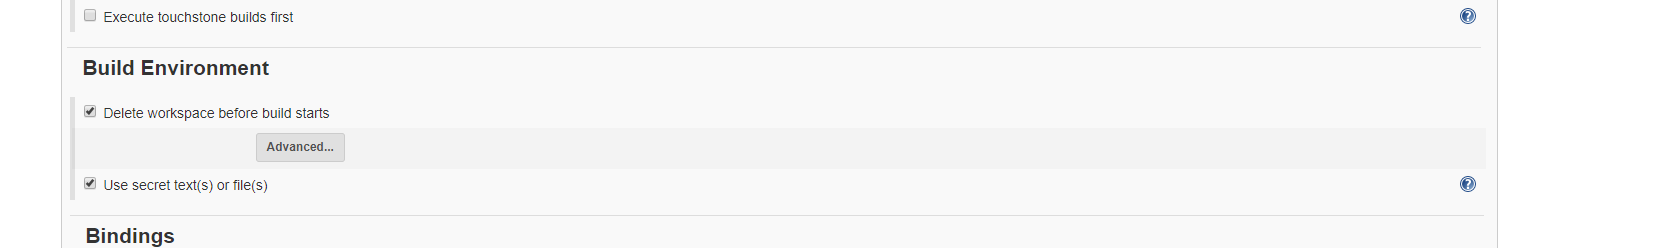 Execute touchstone builds first
?
Build Environment
Delete workspace before build starts
Advanced...
Use secret text(s) or file(s)
?
Bindings